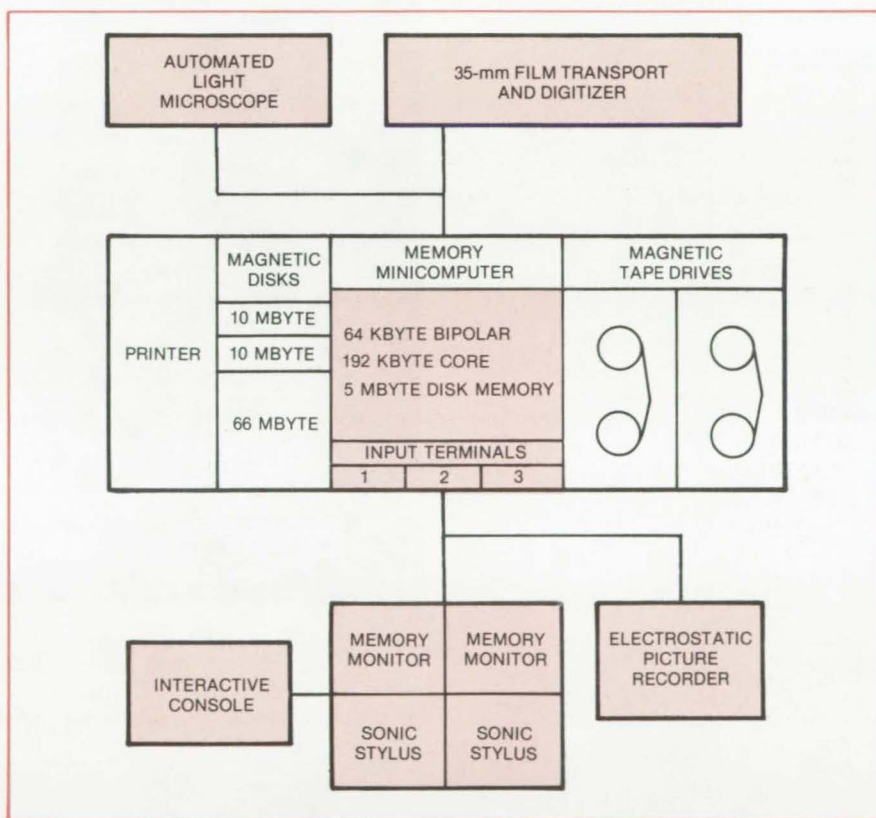 AUTOMATED
LIGHT
MICROSCOPE
35-mm FILM TRANSPORT
AND DIGITIZER
PRINTER
MAGNETIC
DISKS
10 MBYTE
10 MBYTE
66 MBYTE
MEMORY
MINICOMPUTER
64 KBYTE BIPOLAR
192 KBYTE CORE
5 MBYTE DISK MEMORY
INPUT TERMINALS
1 2 3
MAGNETIC
TAPE DRIVES
INTERACTIVE
CONSOLE
MEMORY
MONITOR
MEMORY
MONITOR
SONIC
STYLUS
SONIC
STYLUS
ELECTROSTATIC
PICTURE
RECORDER